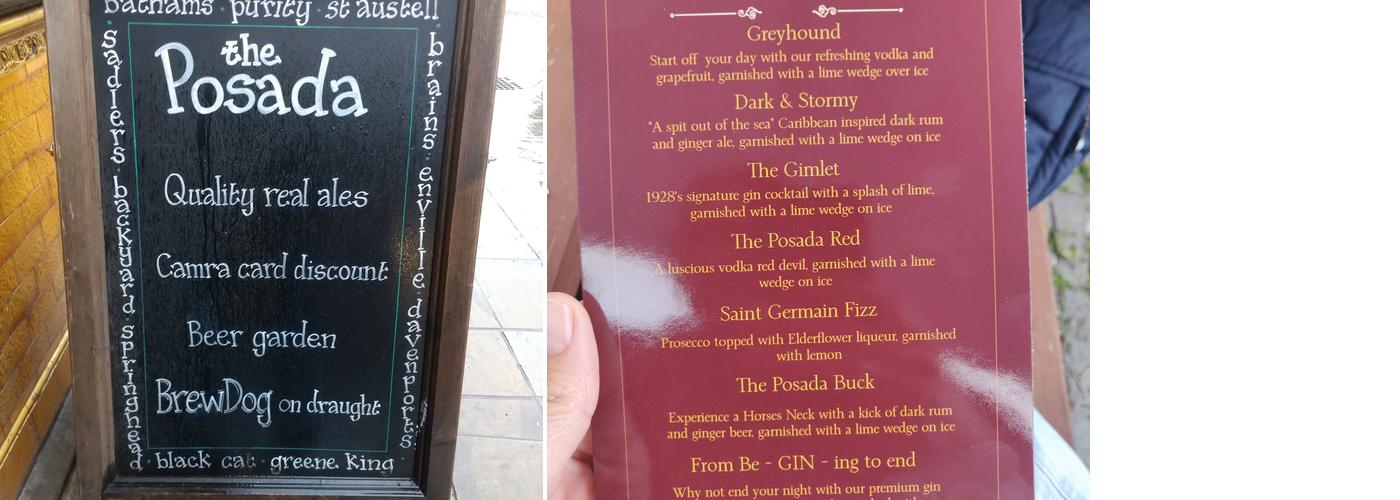 bathams · purity · st austell
sadlers · backyard · springhead
the
Posada
Quality real ales
Camra card discount
Beer garden
BrewDog on draught
brains · enville · davenports
· black cat · greene king
Greyhound
Start off your day with our refreshing vodka and
grapefruit, garnished with a lime wedge over ice
Dark & Stormy
"A spit out of the sea" Caribbean inspired dark rum
and ginger ale, garnished with a lime wedge on ice
The Gimlet
1928's signature gin cocktail with a splash of lime,
garnished with a lime wedge on ice
The Posada Red
A luscious vodka red devil, garnished with a lime
wedge on ice
Saint Germain Fizz
Prosecco topped with Elderflower liqueur, garnished
with lemon
The Posada Buck
Experience a Horses Neck with a kick of dark rum
and ginger beer, garnished with a lime wedge on ice
From Be - GIN - ing to end
Why not end your night with our premium gin